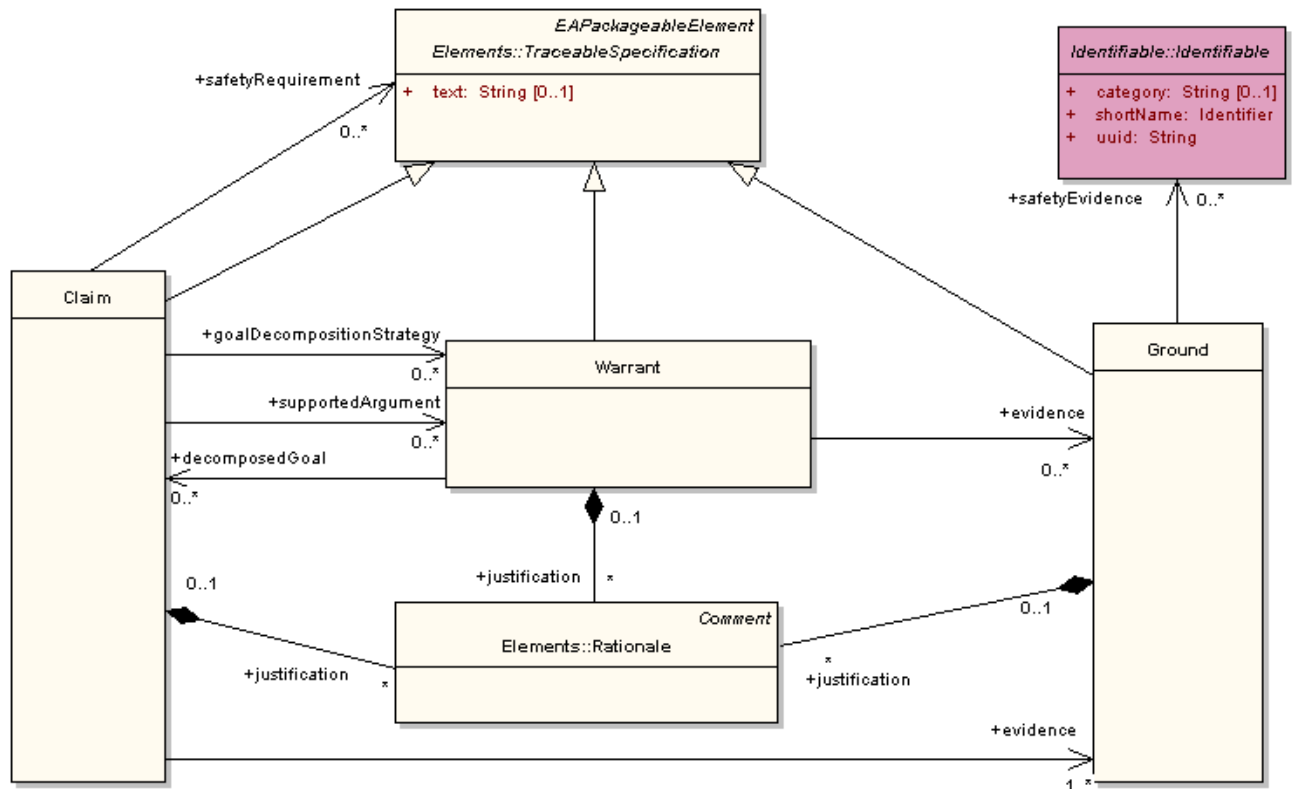 EAPackageableElement
Elements::TraceableSpecification
+ text: String [0..1]
Identifiable::Identifiable
+ category: String [0..1]
+ shortName: Identifier
+ uuid: String
+safetyRequirement
0..*
+safetyEvidence
0..*
Claim
+goalDecompositionStrategy
0..*
Warrant
Ground
+supportedArgument
0..*
+evidence
0..*
+decomposedGoal
0..*
0..1
+justification
*
0..1
+justification
*
Comment
Elements::Rationale
0..1
*
+justification
+evidence
1..*